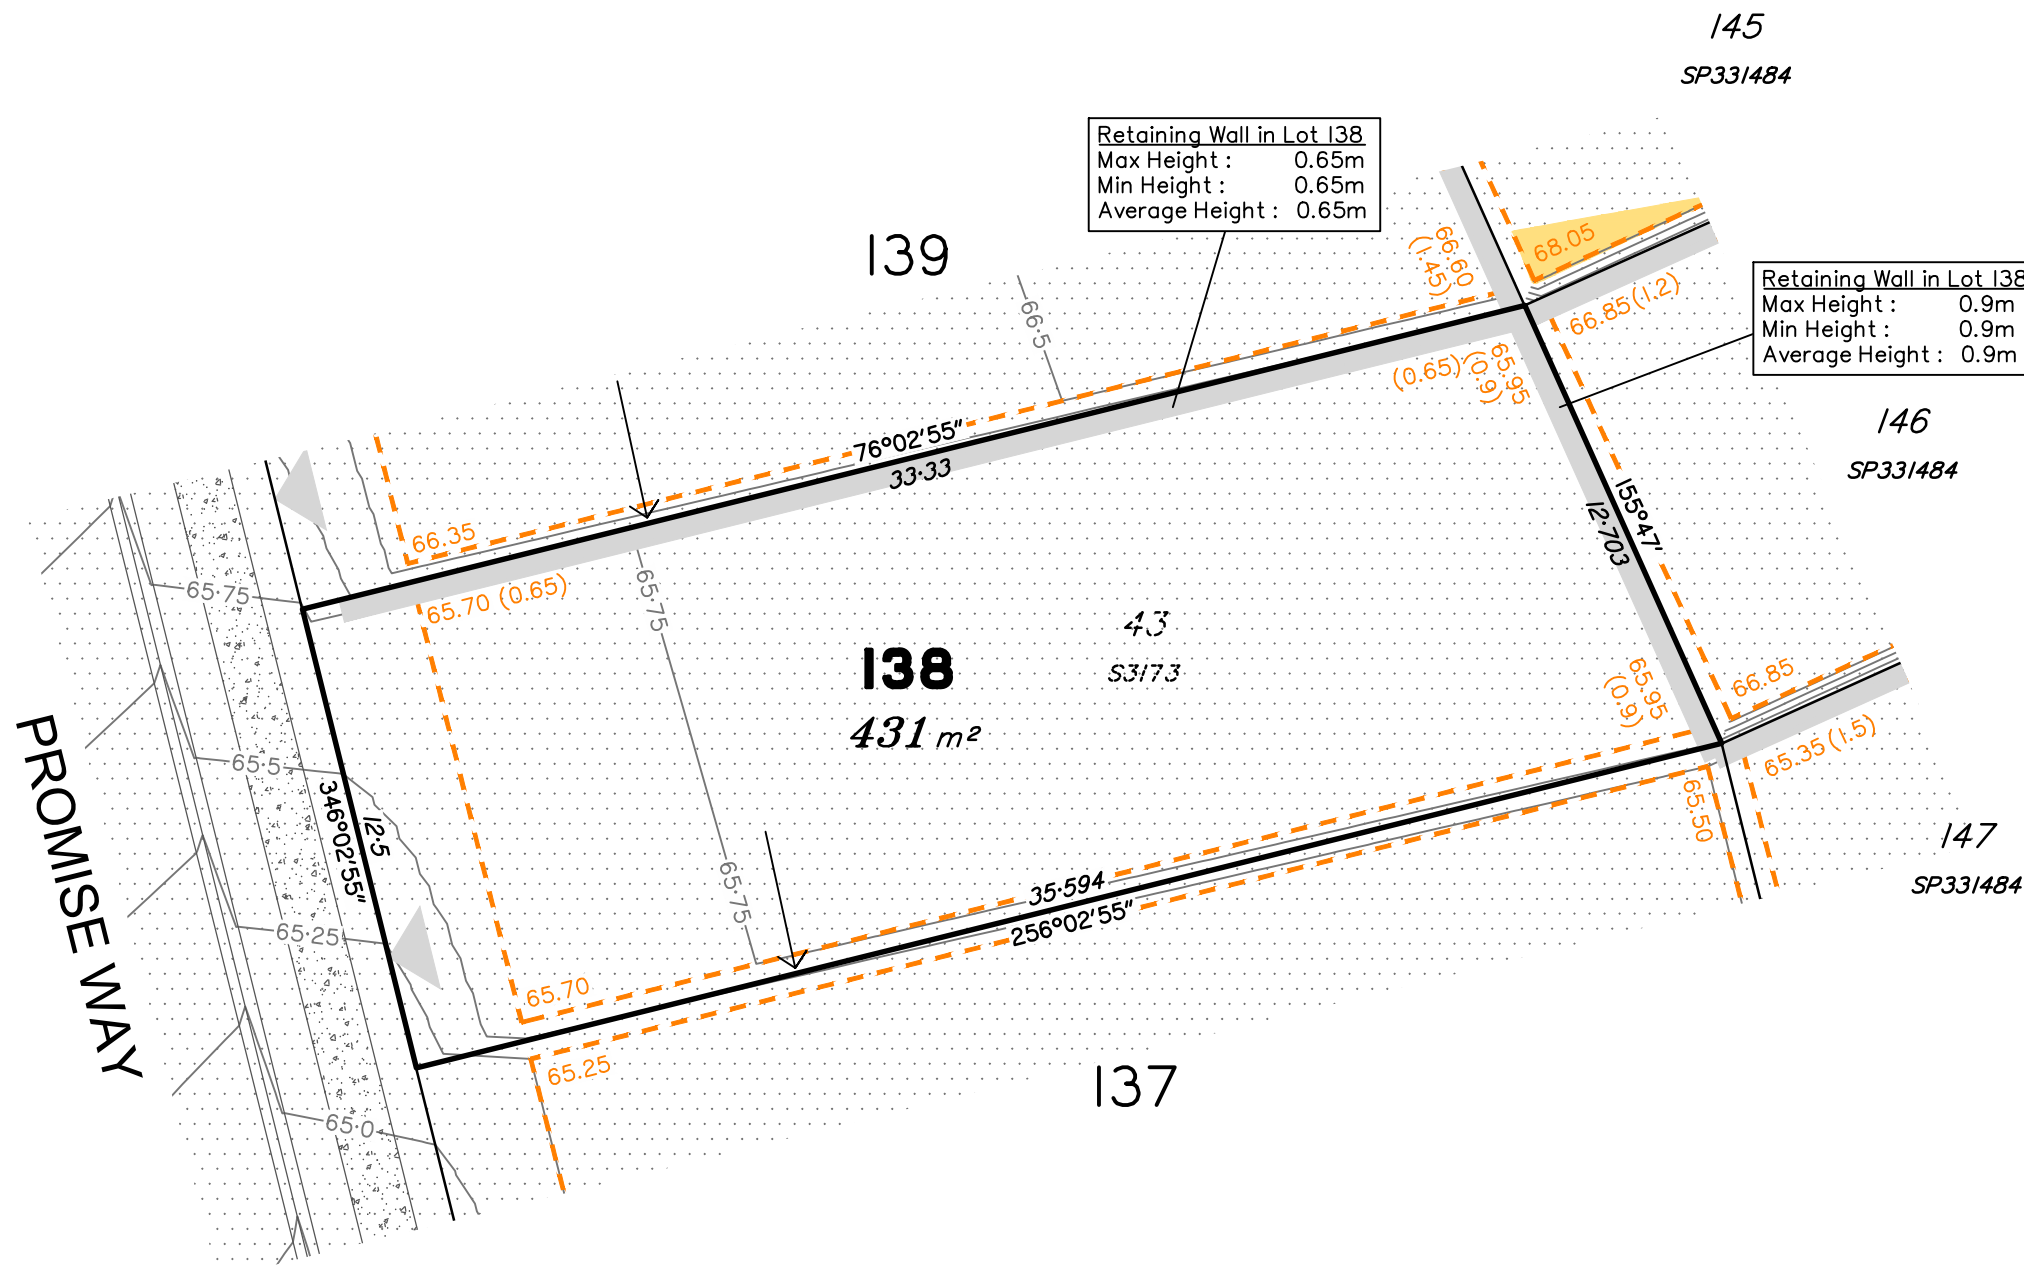 145
SP331484
Retaining Wall in Lot 138
Max Height : 0.65m
Min Height : 0.65m
Average Height : 0.65m
139
68.05
66.60
(1.45)
66.85 (1.2)
Retaining Wall in Lot 138
Max Height : 0.9m
Min Height : 0.9m
Average Height : 0.9m
66·5
(0.65)
65.95
(0.9)
146
SP331484
76°02'55"
33·33
66.35
65.70 (0.65)
65·75
65·75
155°47'
12·703
43
S3173
138
431 m²
65.95
(0.9)
66.85
65.35 (1.5)
PROMISE WAY
65·5
346°02'55"
12·5
65·75
65.50
147
SP331484
35·594
256°02'55"
65·25
65.70
65.25
137
65·0